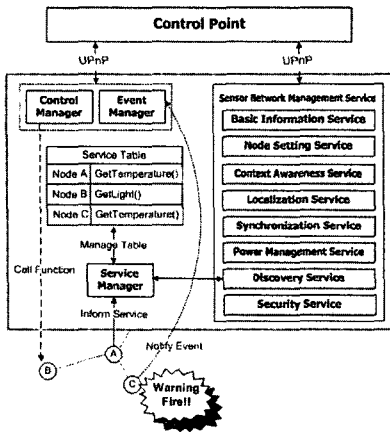 Control Point
UPnP
UPnP
Control Manager
Event Manager
Service Table
Node A GetTemperature()
Node B GetLight()
Node C GetTemperature()
Manage Table
Call Function
Service Manager
Inform Service
Notify Event
A
B
C
Warning Fire!!
Sensor Network Management Service
Basic Information Service
Node Setting Service
Context Awareness Service
Localization Service
Synchronization Service
Power Management Service
Discovery Service
Security Service